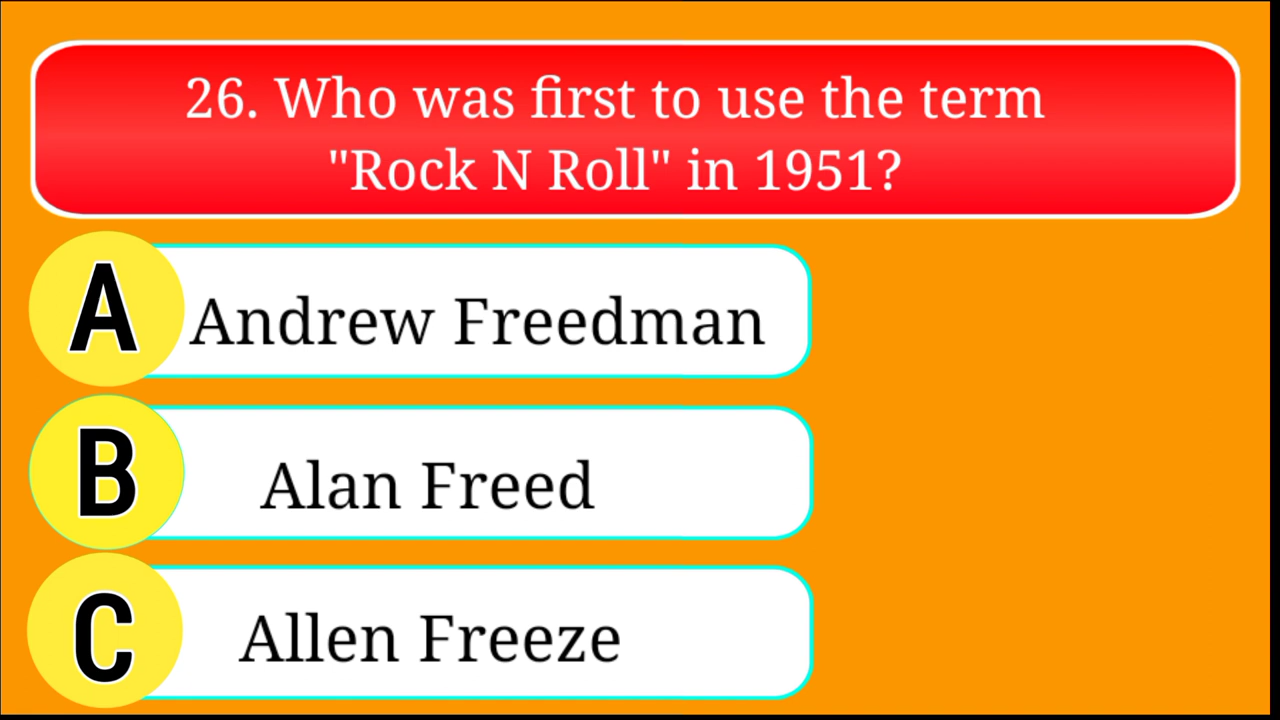 26. Who was first to use the term
"Rock N Roll" in 1951?
A Andrew Freedman
B Alan Freed
C Allen Freeze